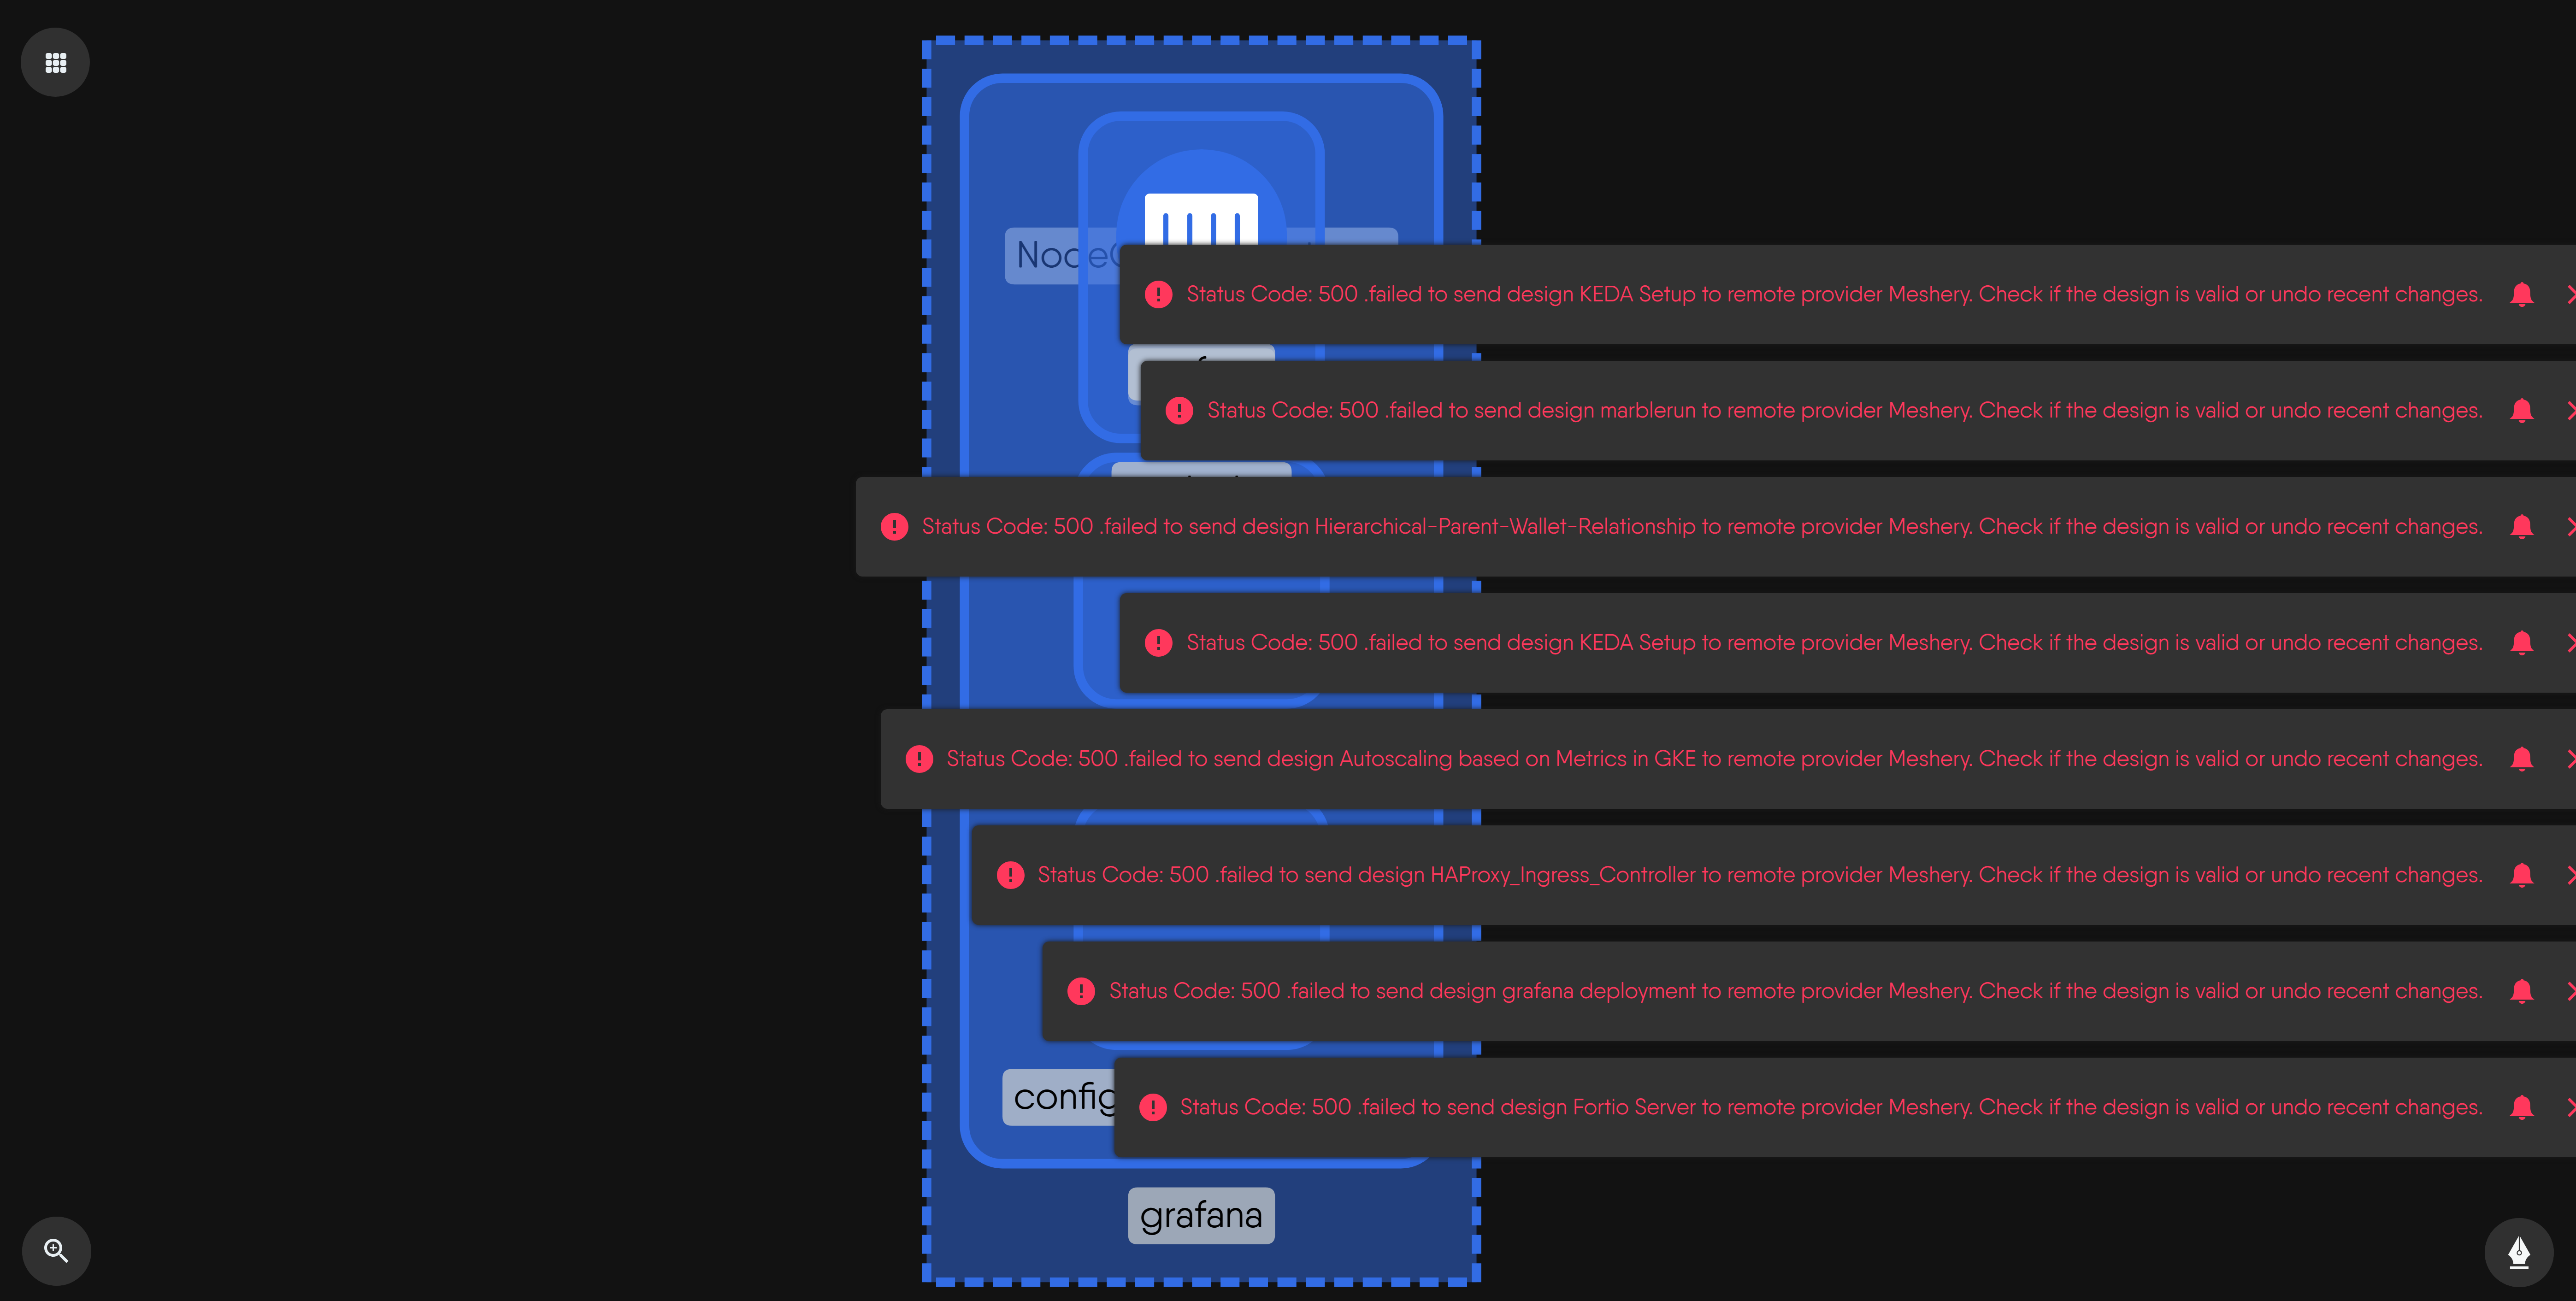 Status Code: 500 .failed to send design KEDA Setup to remote provider Meshery. Check if the design is valid or undo recent changes.
Status Code: 500 .failed to send design marblerun to remote provider Meshery. Check if the design is valid or undo recent changes.
Status Code: 500 .failed to send design Hierarchical-Parent-Wallet-Relationship to remote provider Meshery. Check if the design is valid or undo recent changes.
Status Code: 500 .failed to send design KEDA Setup to remote provider Meshery. Check if the design is valid or undo recent changes.
Status Code: 500 .failed to send design Autoscaling based on Metrics in GKE to remote provider Meshery. Check if the design is valid or undo recent changes.
Status Code: 500 .failed to send design HAProxy_Ingress_Controller to remote provider Meshery. Check if the design is valid or undo recent changes.
Status Code: 500 .failed to send design grafana deployment to remote provider Meshery. Check if the design is valid or undo recent changes.
Status Code: 500 .failed to send design Fortio Server to remote provider Meshery. Check if the design is valid or undo recent changes.
config
grafana